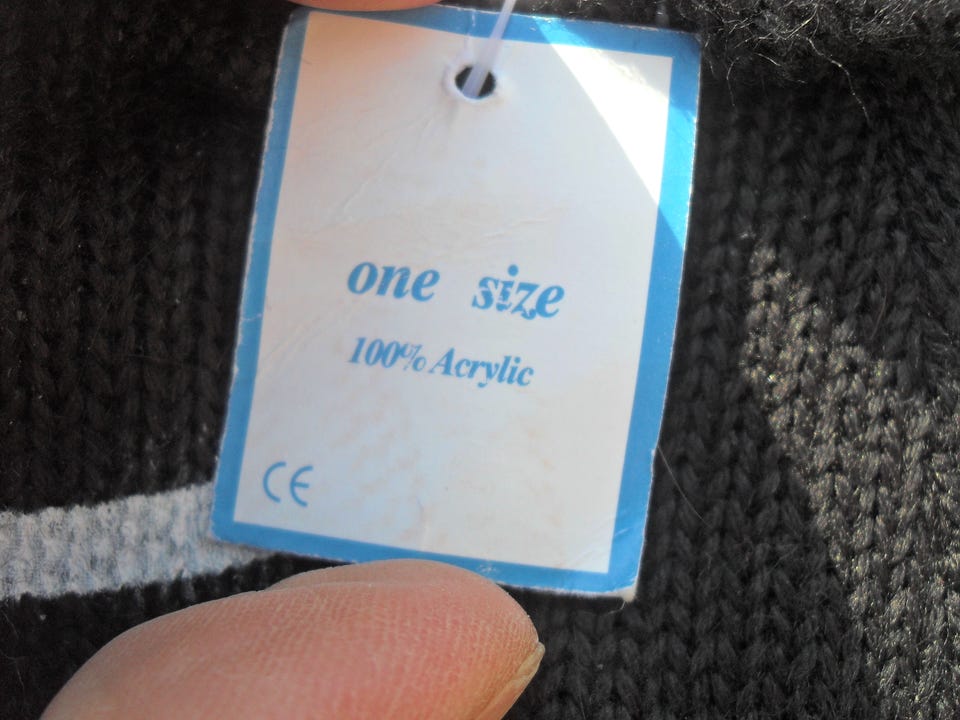 one size
100% Acrylic
CE